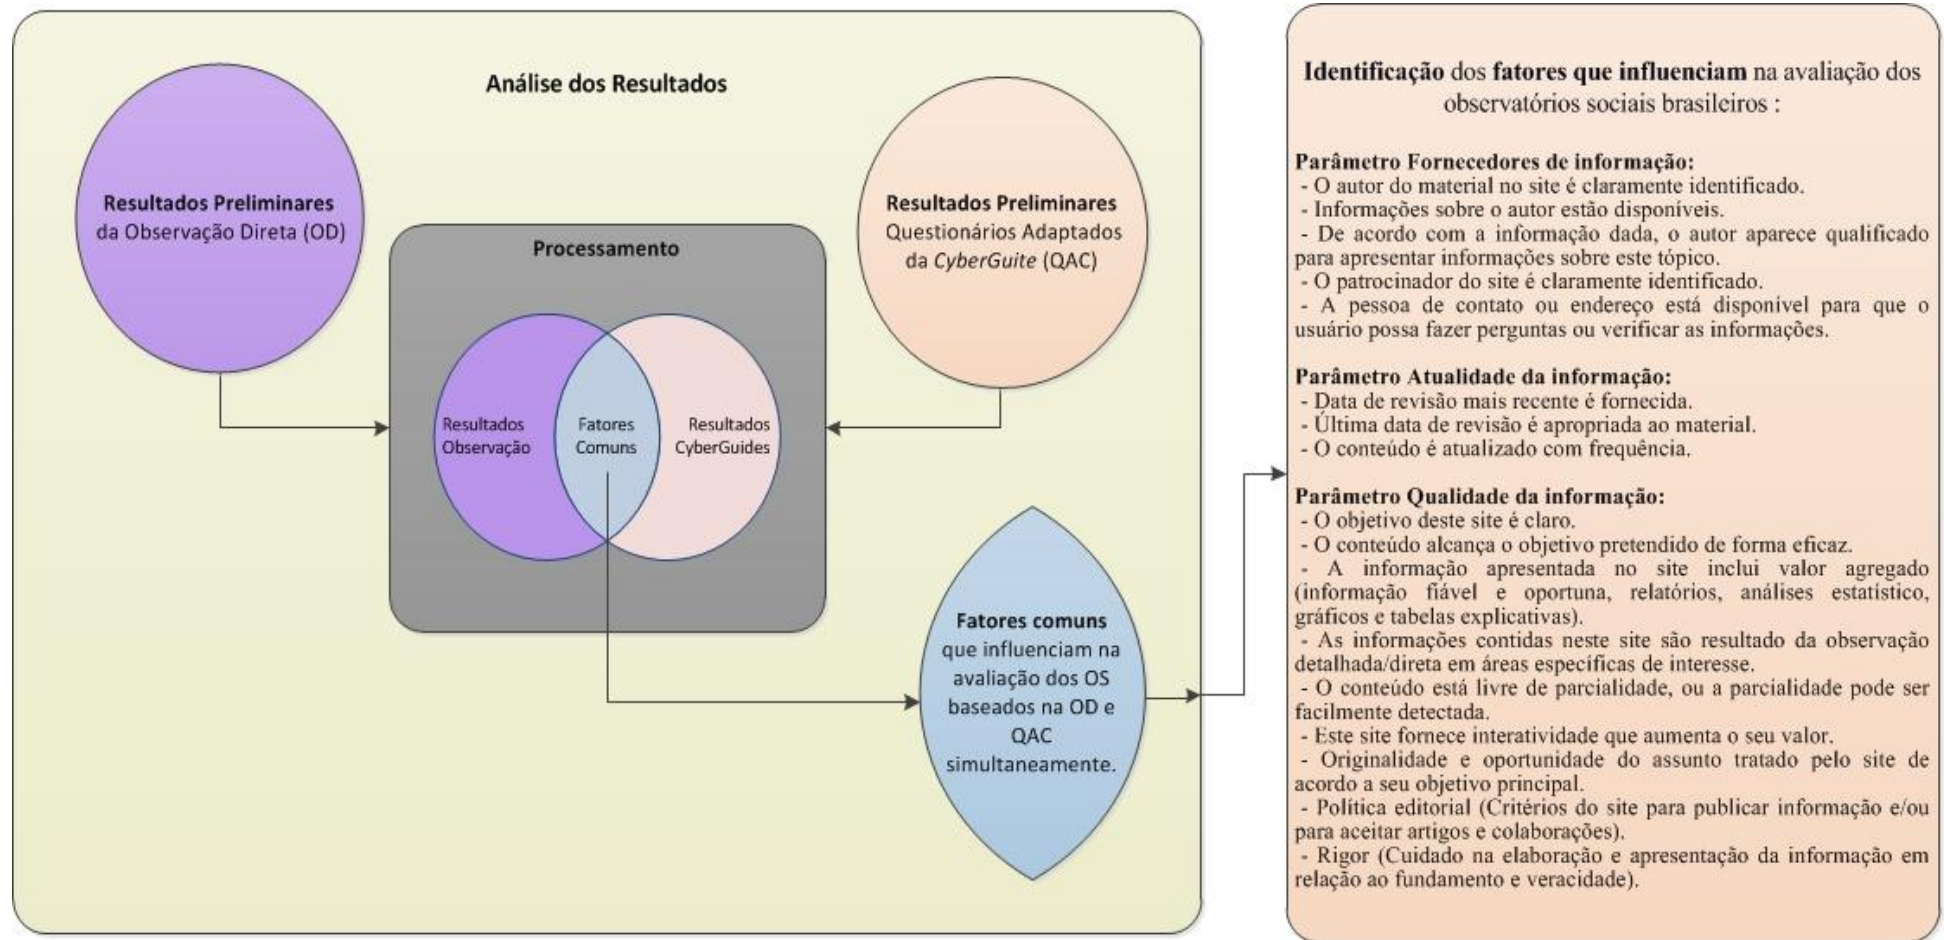 Análise dos Resultados
Resultados Preliminares
da Observação Direta (OD)
Resultados Preliminares
Questionários Adaptados
da CyberGuite (QAC)
Processamento
Resultados
Observação
Fatores
Comuns
Resultados
CyberGuides
Fatores comuns
que influenciam na
avaliação dos OS
baseados na OD e
QAC
simultaneamente.
Identificação dos fatores que influenciam na avaliação dos
observatórios sociais brasileiros :
Parâmetro Fornecedores de informação:
- O autor do material no site é claramente identificado.
- Informações sobre o autor estão disponíveis.
- De acordo com a informação dada, o autor aparece qualificado
para apresentar informações sobre este tópico.
- O patrocinador do site é claramente identificado.
- A pessoa de contato ou endereço está disponível para que o
usuário possa fazer perguntas ou verificar as informações.
Parâmetro Atualidade da informação:
- Data de revisão mais recente é fornecida.
- Última data de revisão é apropriada ao material.
- O conteúdo é atualizado com frequência.
Parâmetro Qualidade da informação:
- O objetivo deste site é claro.
- O conteúdo alcança o objetivo pretendido de forma eficaz.
- A informação apresentada no site inclui valor agregado
(informação fiável e oportuna, relatórios, análises estatístico,
gráficos e tabelas explicativas).
- As informações contidas neste site são resultado da observação
detalhada/direta em áreas específicas de interesse.
- O conteúdo está livre de parcialidade, ou a parcialidade pode ser
facilmente detectada.
- Este site fornece interatividade que aumenta o seu valor.
- Originalidade e oportunidade do assunto tratado pelo site de
acordo a seu objetivo principal.
- Política editorial (Critérios do site para publicar informação e/ou
para aceitar artigos e colaborações).
- Rigor (Cuidado na elaboração e apresentação da informação em
relação ao fundamento e veracidade).